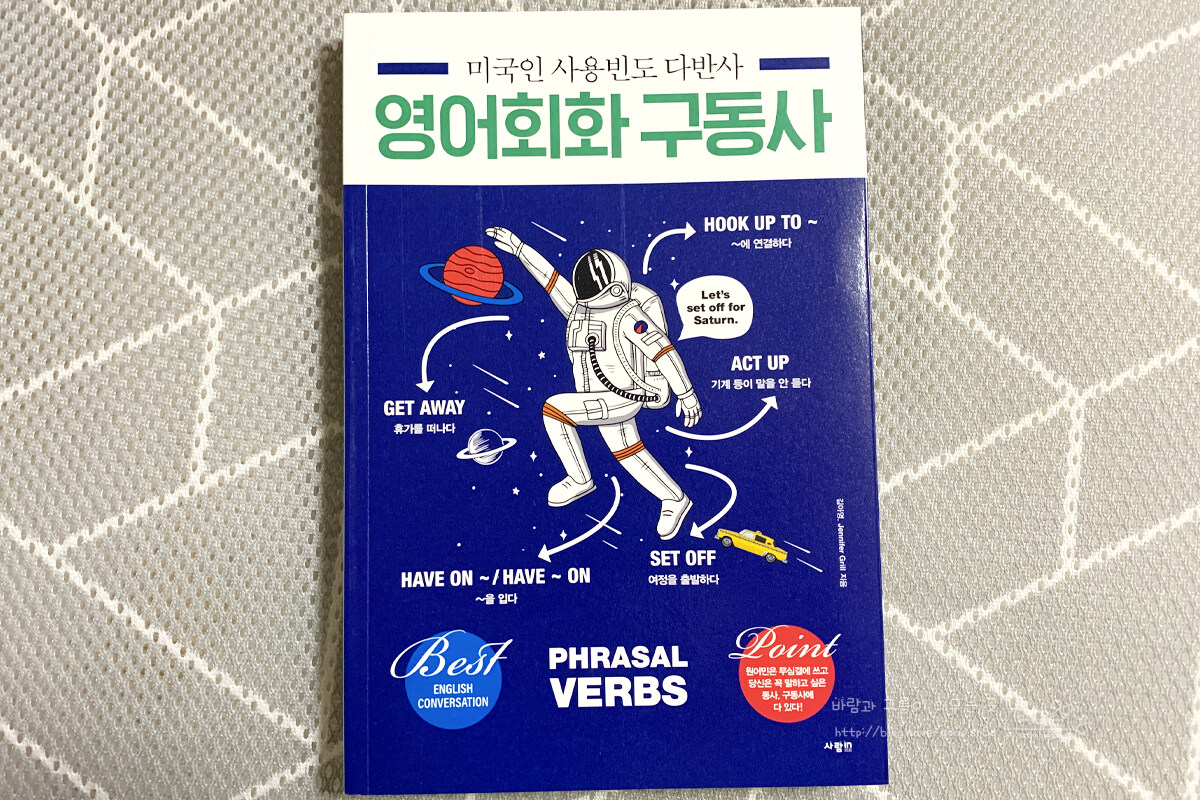 미국인 사용빈도 다반사
영어회화 구동사
HOOK UP TO ~
~에 연결하다
Let's
set off for
Saturn.
ACT UP
기계 등이 말을 안 듣다
GET AWAY
휴가를 떠나다
SET OFF
여정을 출발하다
HAVE ON ~ / HAVE ~ ON
~을 입다
김아영, Jennifer Grill 지음
Best
ENGLISH
CONVERSATION
PHRASAL
VERBS
Point
원어민은 무심결에 쓰고
당신은 꼭 말하고 싶은
동사, 구동사에
다 있다!
바람과
사람in